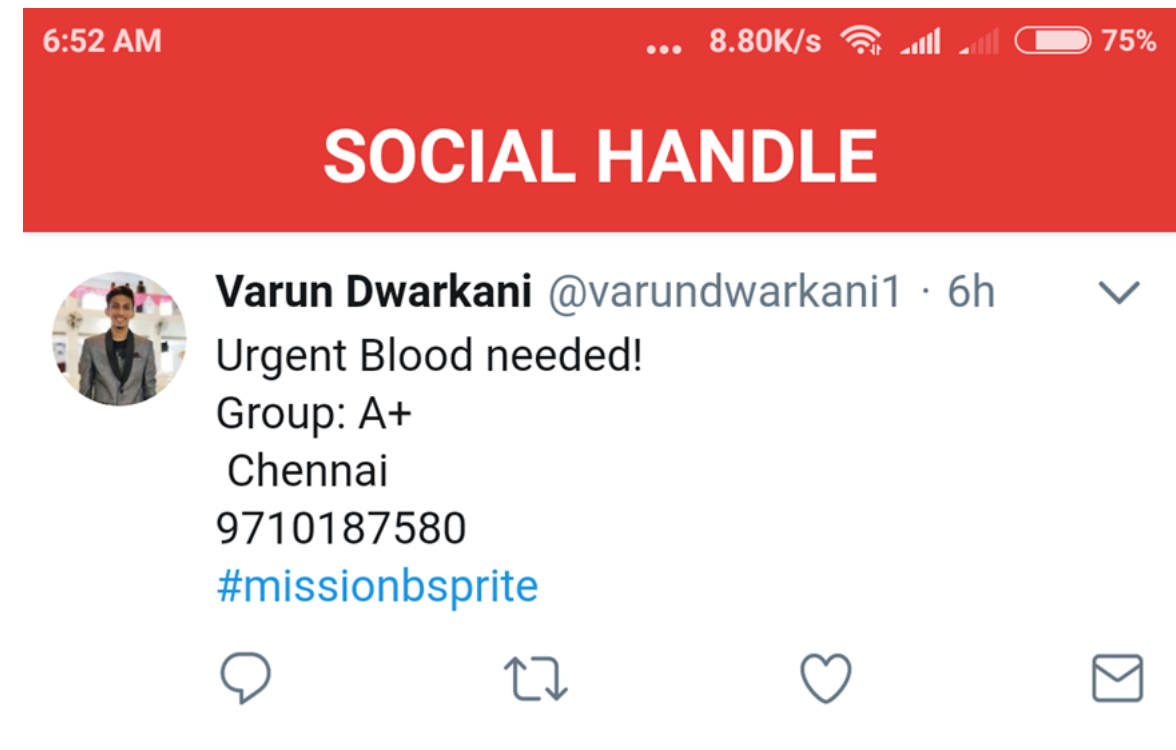 6:52 AM ... 8.80K/s 75%
SOCIAL HANDLE
Varun Dwarkani @varundwarkani1 · 6h
Urgent Blood needed!
Group: A+
Chennai
9710187580
#missionbsprite